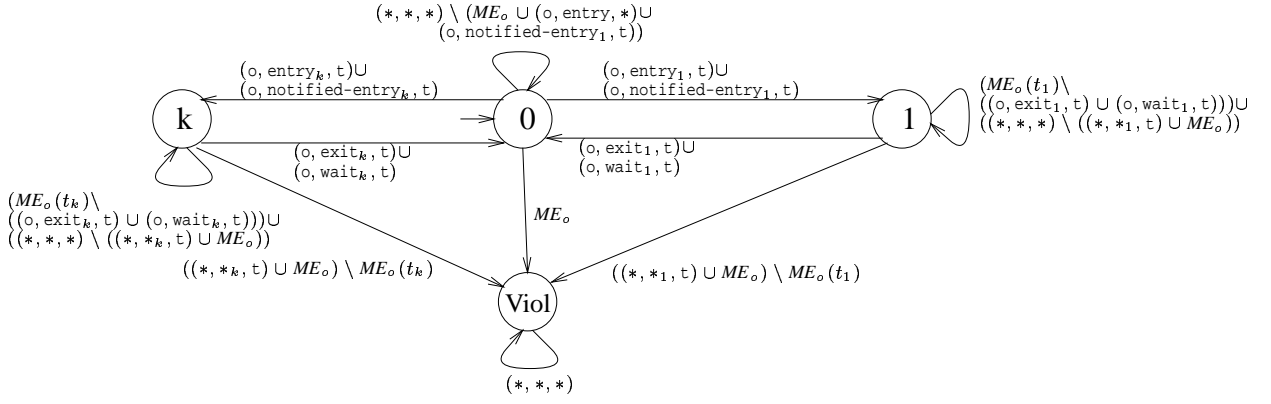 (*, *, *) \ (ME_o ∪ (o, entry, *)∪
(o, notified-entry_1, t))
(o, entry_k, t)∪
(o, notified-entry_k, t)
(o, entry_1, t)∪
(o, notified-entry_1, t)
(ME_o(t_1)\
((o, exit_1, t) ∪ (o, wait_1, t)))∪
((*, *, *) \ ((*, *_1, t) ∪ ME_o))
k
0
1
(o, exit_k, t)∪
(o, wait_k, t)
(o, exit_1, t)∪
(o, wait_1, t)
(ME_o(t_k)\
((o, exit_k, t) ∪ (o, wait_k, t)))∪
((*, *, *) \ ((*, *_k, t) ∪ ME_o))
ME_o
((*, *_k, t) ∪ ME_o) \ ME_o(t_k)
((*, *_1, t) ∪ ME_o) \ ME_o(t_1)
Viol
(*, *, *)